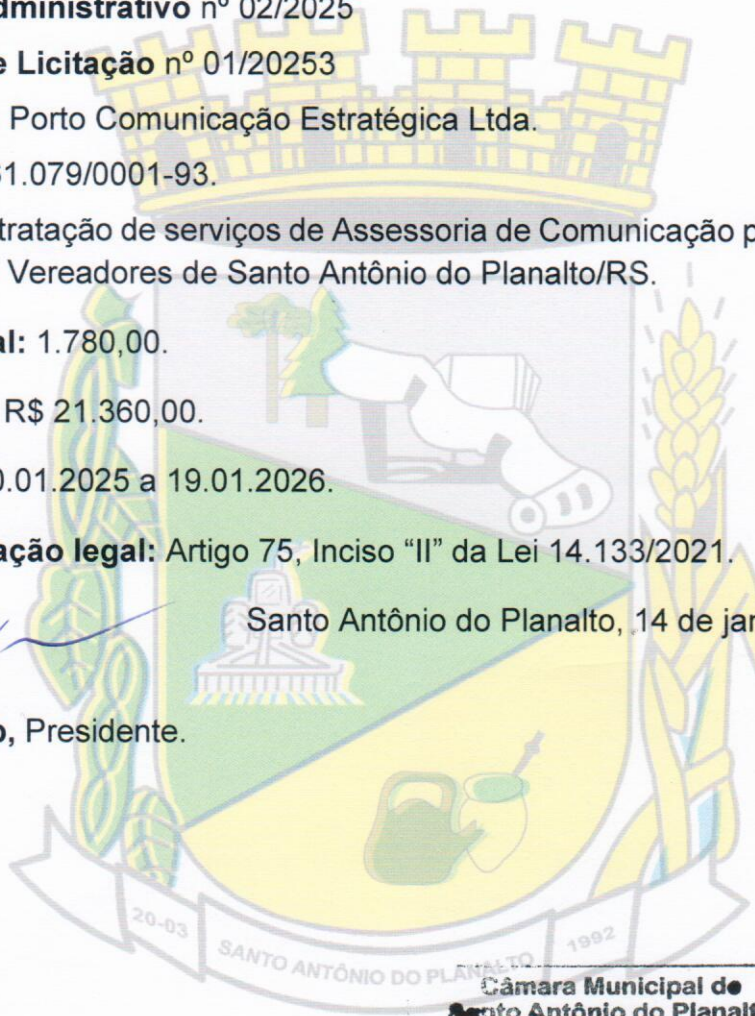 dministrativo nº 02/2025
e Licitação nº 01/20253
Porto Comunicação Estratégica Ltda.
1.079/0001-93.
tratação de serviços de Assessoria de Comunicação p
Vereadores de Santo Antônio do Planalto/RS.
al: 1.780,00.
R$ 21.360,00.
0.01.2025 a 19.01.2026.
ação legal: Artigo 75, Inciso “II” da Lei 14.133/2021.
Santo Antônio do Planalto, 14 de jan
o, Presidente.
20-03 SANTO ANTÔNIO DO PLANALTO 1992
Câmara Municipal de
Santo Antônio do Planalt